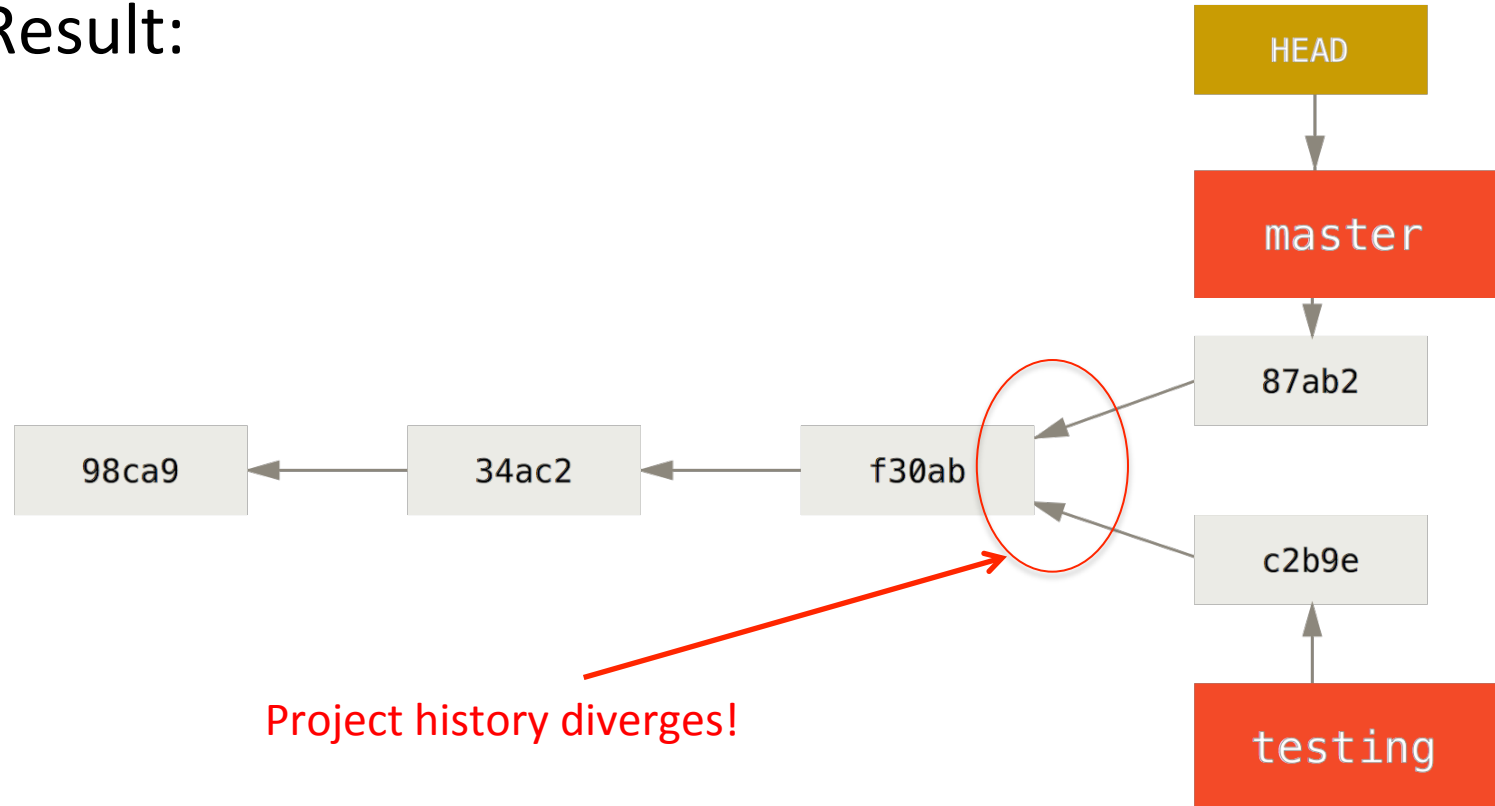 Result:
HEAD
master
87ab2
98ca9
34ac2
f30ab
c2b9e
Project history diverges!
testing